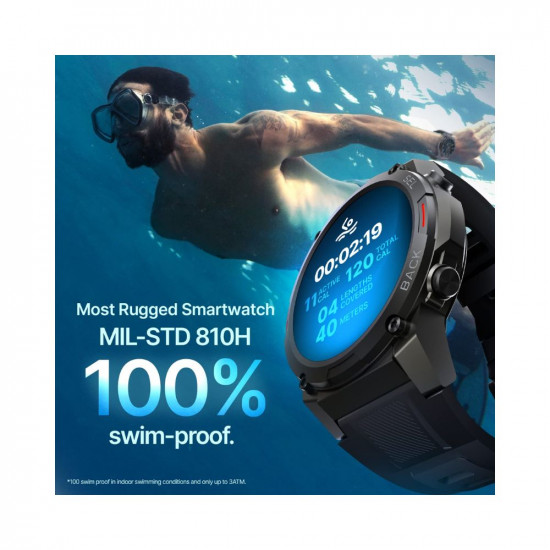 Most Rugged Smartwatch
MIL-STD 810H
100%
swim-proof.
*100 swim proof in indoor swimming conditions and only up to 3ATM.
00:02:19
11 ACTIVE CAL 120 TOTAL CAL
04 LENGTHS COVERED
40 METERS
BACK